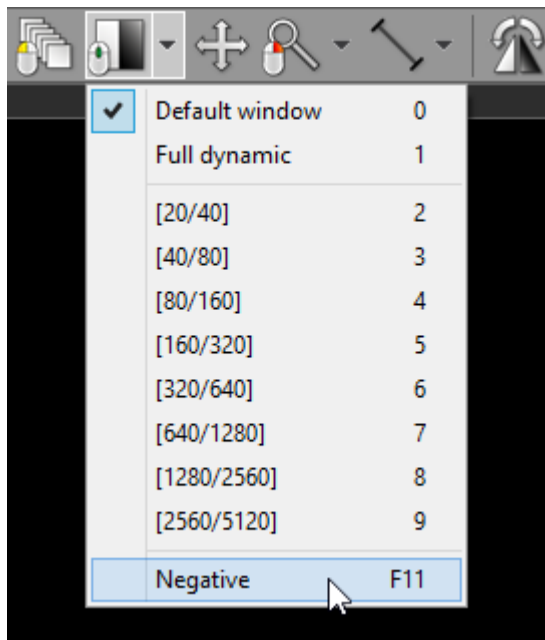 Default window 0
Full dynamic 1
[20/40] 2
[40/80] 3
[80/160] 4
[160/320] 5
[320/640] 6
[640/1280] 7
[1280/2560] 8
[2560/5120] 9
Negative F11